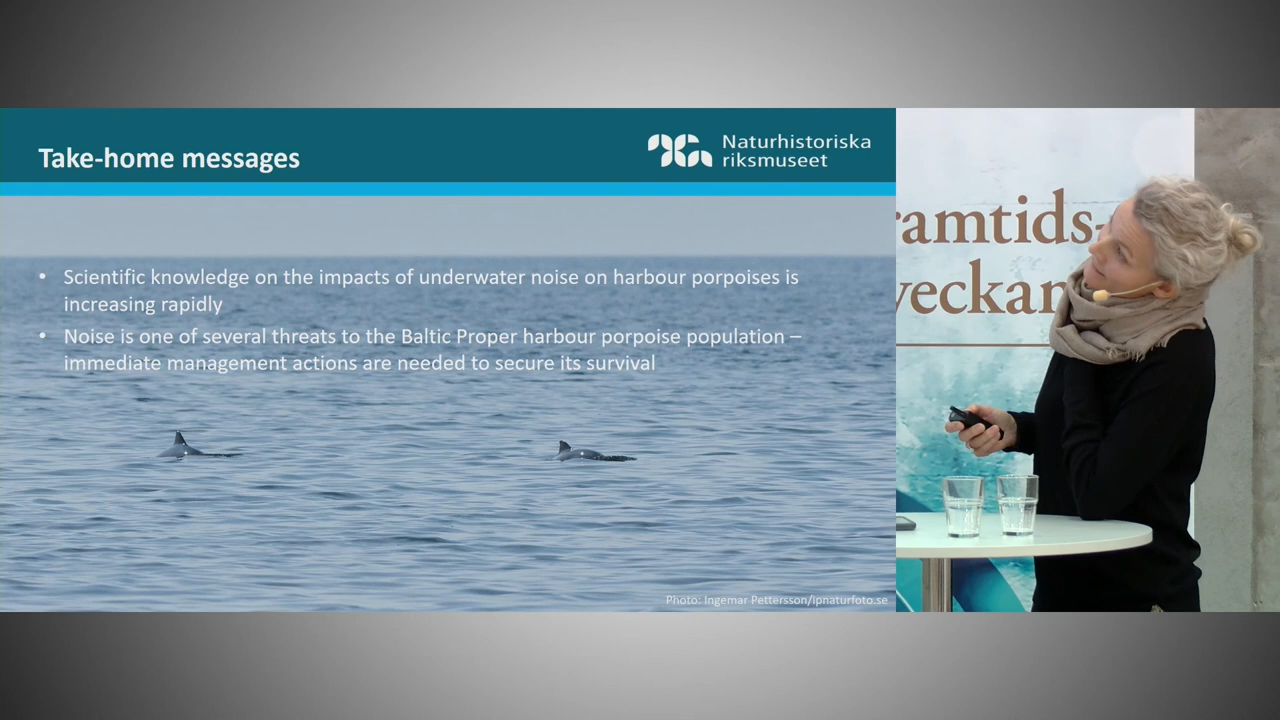 Take-home messages
Naturhistoriska
riksmuseet
• Scientific knowledge on the impacts of underwater noise on harbour porpoises is
increasing rapidly
• Noise is one of several threats to the Baltic Proper harbour porpoise population –
immediate management actions are needed to secure its survival
Photo: Ingemar Pettersson/ipnaturfoto.se
ramtids-
veckan